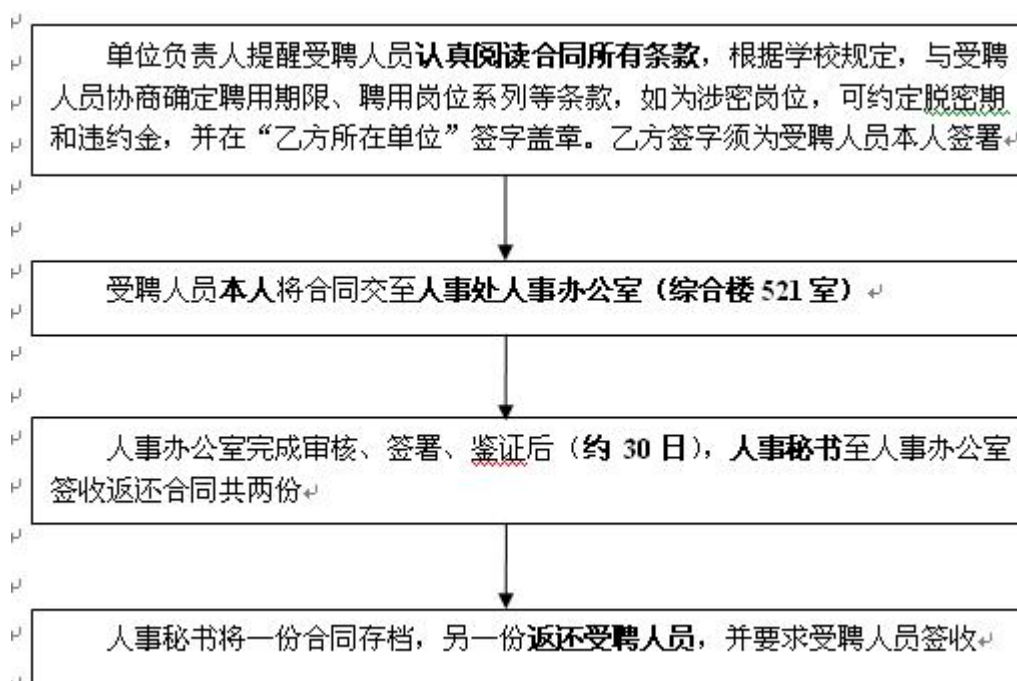 单位负责人提醒受聘人员认真阅读合同所有条款，根据学校规定，与受聘
人员协商确定聘用期限、聘用岗位系列等条款，如为涉密岗位，可约定脱密期
和违约金，并在“乙方所在单位”签字盖章。乙方签字须为受聘人员本人签署
受聘人员本人将合同交至人事处人事办公室（综合楼 521 室）
人事办公室完成审核、签署、鉴证后（约 30 日），人事秘书至人事办公室
签收返还合同共两份
人事秘书将一份合同存档，另一份返还受聘人员，并要求受聘人员签收